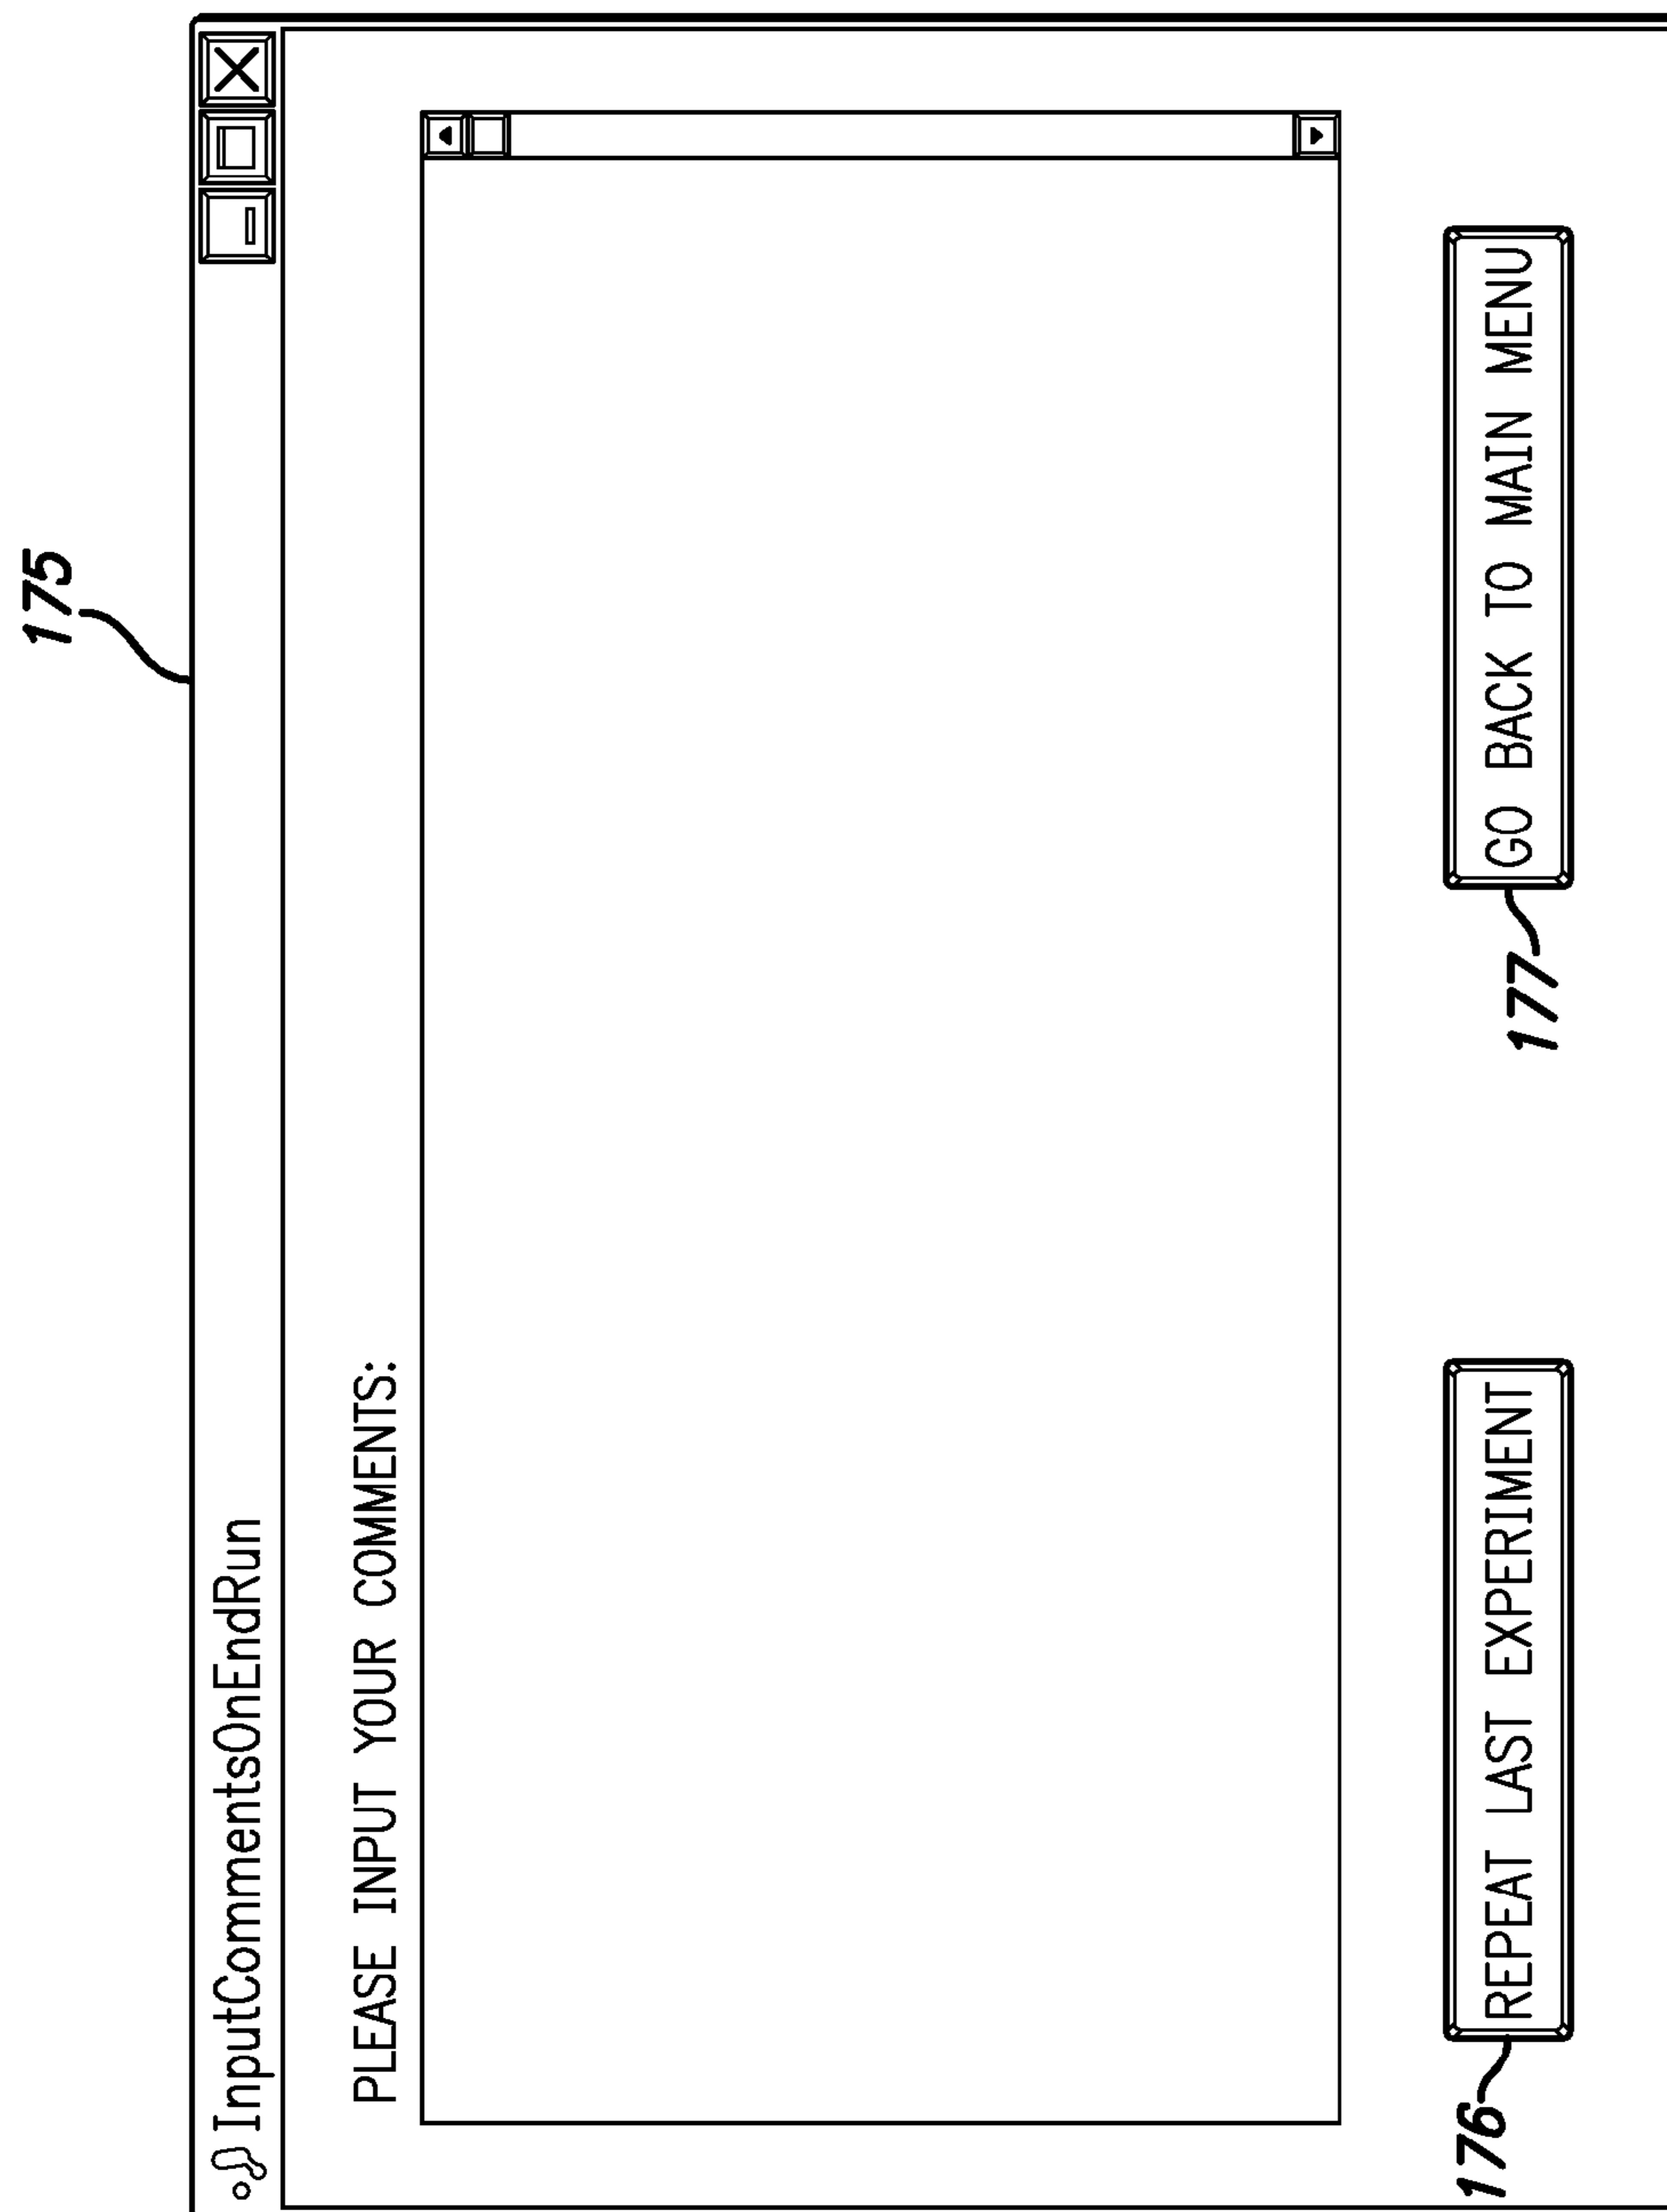 175
InputCommentsOnEndRun
PLEASE INPUT YOUR COMMENTS:
176 REPEAT LAST EXPERIMENT
177 GO BACK TO MAIN MENU